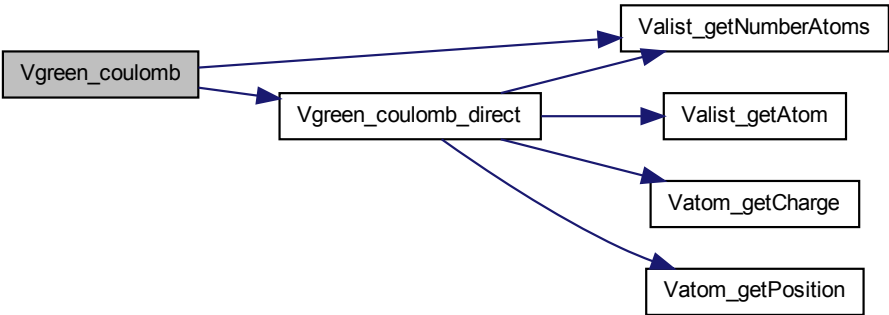 Vgreen_coulomb
Valist_getNumberAtoms
Vgreen_coulomb_direct
Valist_getAtom
Vatom_getCharge
Vatom_getPosition